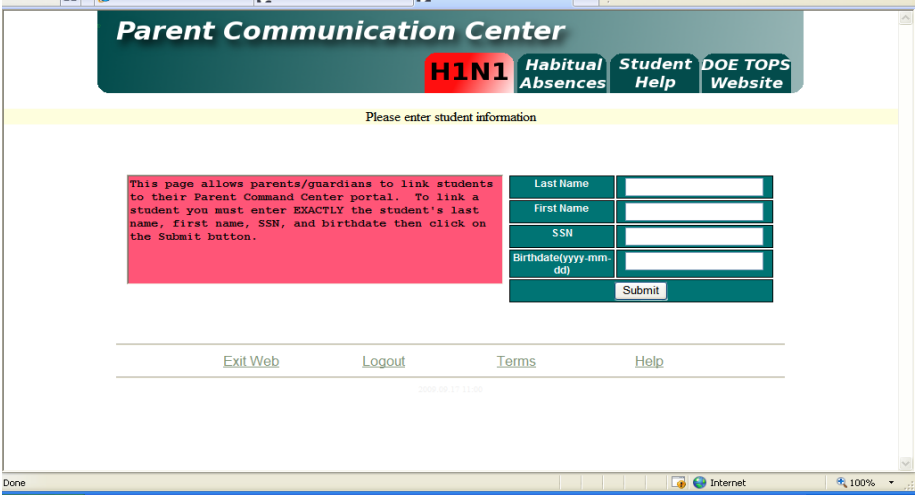 Parent Communication Center
H1N1
Habitual Absences
Student Help
DOE TOPS Website
Please enter student information
This page allows parents/guardians to link students
to their Parent Command Center portal.  To link a
student you must enter EXACTLY the student's last
name, first name, SSN, and birthdate then click on
the Submit button.
Last Name
First Name
SSN
Birthdate(yyyy-mm-
dd)
Submit
Exit Web Logout Terms Help
Done Internet 100%